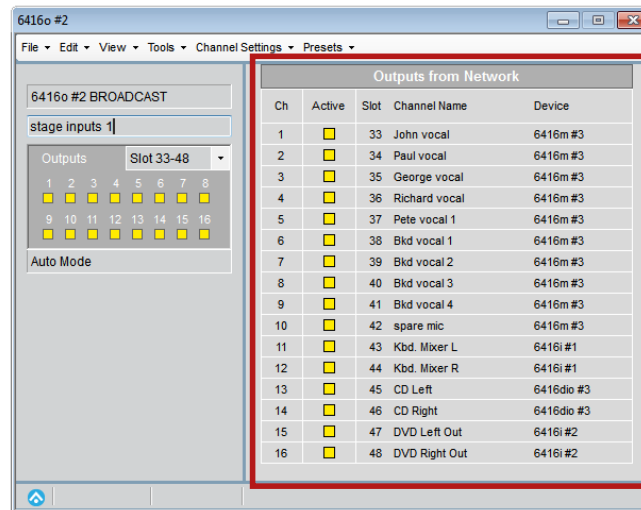 6416o #2
File Edit View Tools Channel Settings Presets
6416o #2 BROADCAST
stage inputs 1
Outputs Slot 33-48
1 2 3 4 5 6 7 8
9 10 11 12 13 14 15 16
Auto Mode
Outputs from Network
Ch Active Slot Channel Name Device
1 33 John vocal 6416m #3
2 34 Paul vocal 6416m #3
3 35 George vocal 6416m #3
4 36 Richard vocal 6416m #3
5 37 Pete vocal 1 6416m #3
6 38 Bkd vocal 1 6416m #3
7 39 Bkd vocal 2 6416m #3
8 40 Bkd vocal 3 6416m #3
9 41 Bkd vocal 4 6416m #3
10 42 spare mic 6416m #3
11 43 Kbd. Mixer L 6416i #1
12 44 Kbd. Mixer R 6416i #1
13 45 CD Left 6416dio #3
14 46 CD Right 6416dio #3
15 47 DVD Left Out 6416i #2
16 48 DVD Right Out 6416i #2